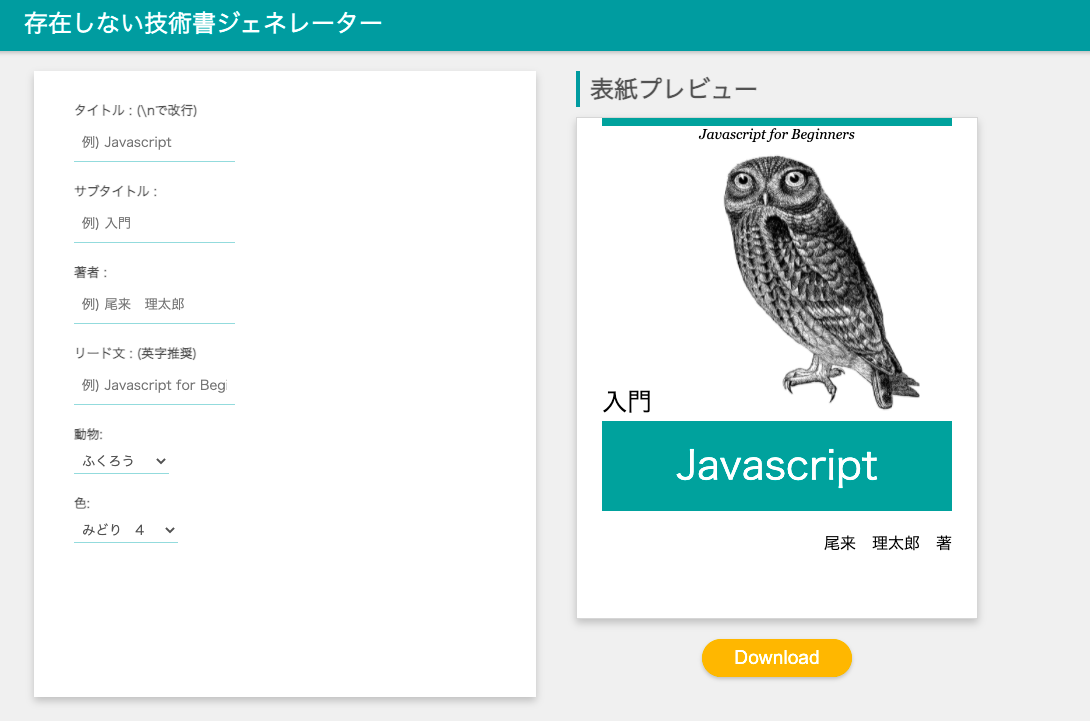 存在しない技術書ジェネレーター
タイトル : (\nで改行)
例) Javascript
サブタイトル :
例) 入門
著者 :
例) 尾来　理太郎
リード文 : (英字推奨)
例) Javascript for Begi
動物:
ふくろう
色:
みどり　4
表紙プレビュー
Javascript for Beginners
入門
Javascript
尾来　理太郎　著
Download